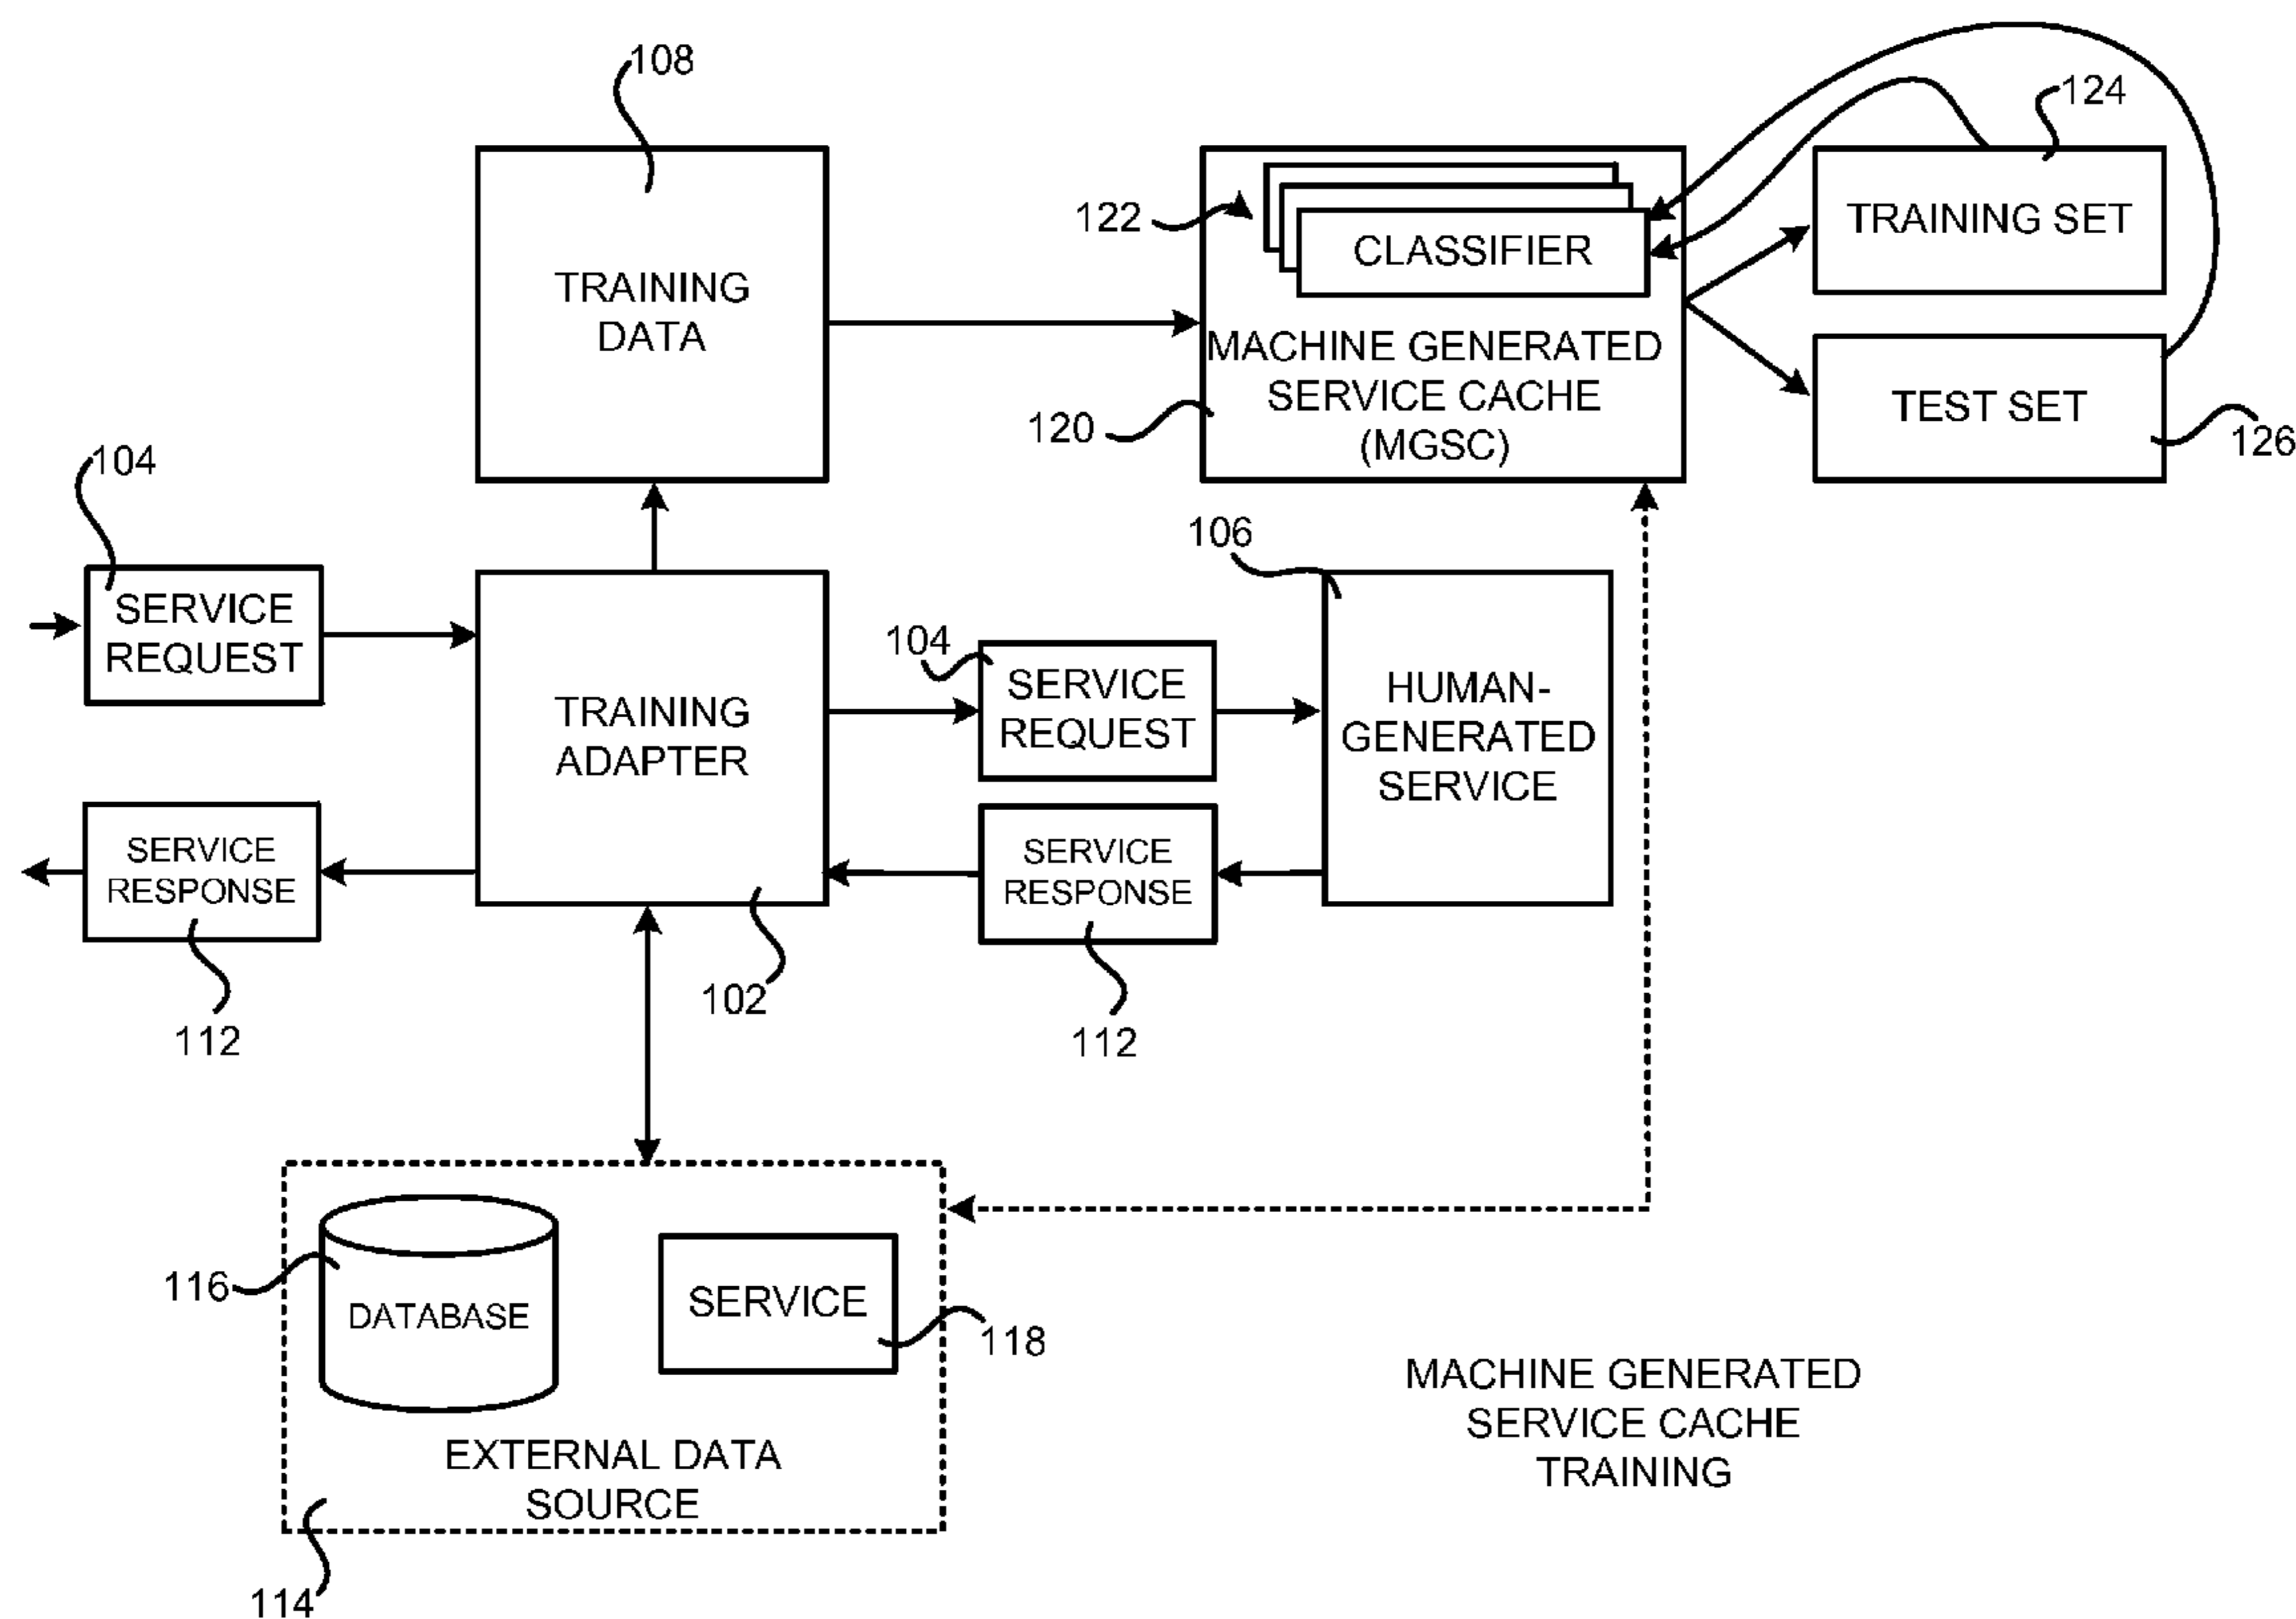 108
124
TRAINING
DATA
122
CLASSIFIER
MACHINE GENERATED
SERVICE CACHE
(MGSC)
120
TRAINING SET
TEST SET
126
104
SERVICE
REQUEST
TRAINING
ADAPTER
104
SERVICE
REQUEST
106
HUMAN-
GENERATED
SERVICE
SERVICE
RESPONSE
112
102
SERVICE
RESPONSE
112
116
DATABASE
SERVICE
118
EXTERNAL DATA
SOURCE
114
MACHINE GENERATED
SERVICE CACHE
TRAINING